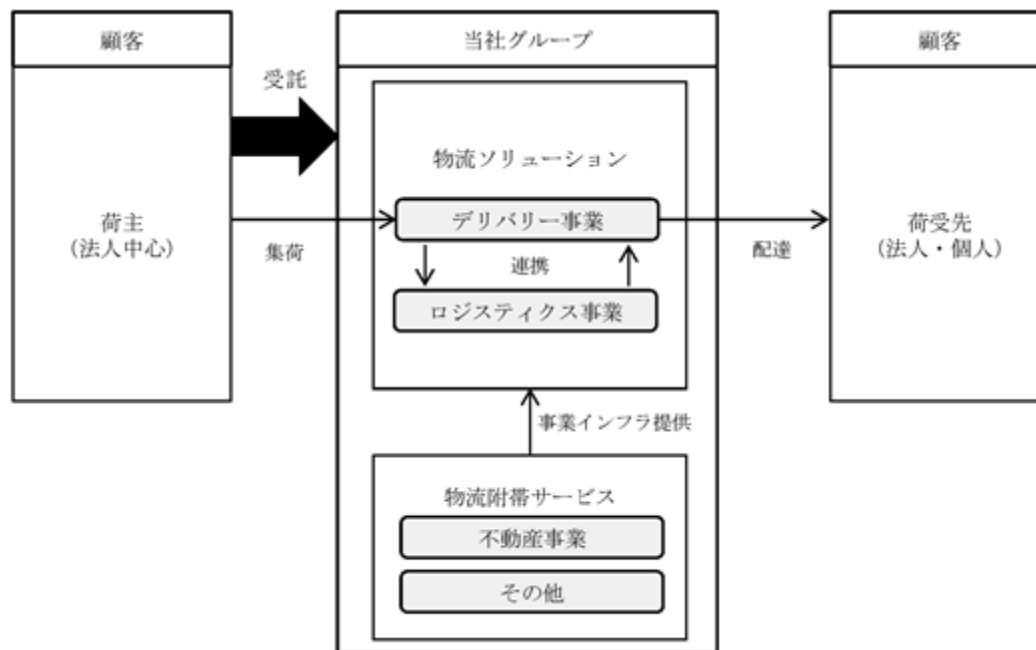 顧客
当社グループ
顧客
受託
物流ソリューション
荷主
（法人中心）
集荷
デリバリー事業
配達
荷受先
（法人・個人）
連携
ロジスティクス事業
事業インフラ提供
物流附帯サービス
不動産事業
その他